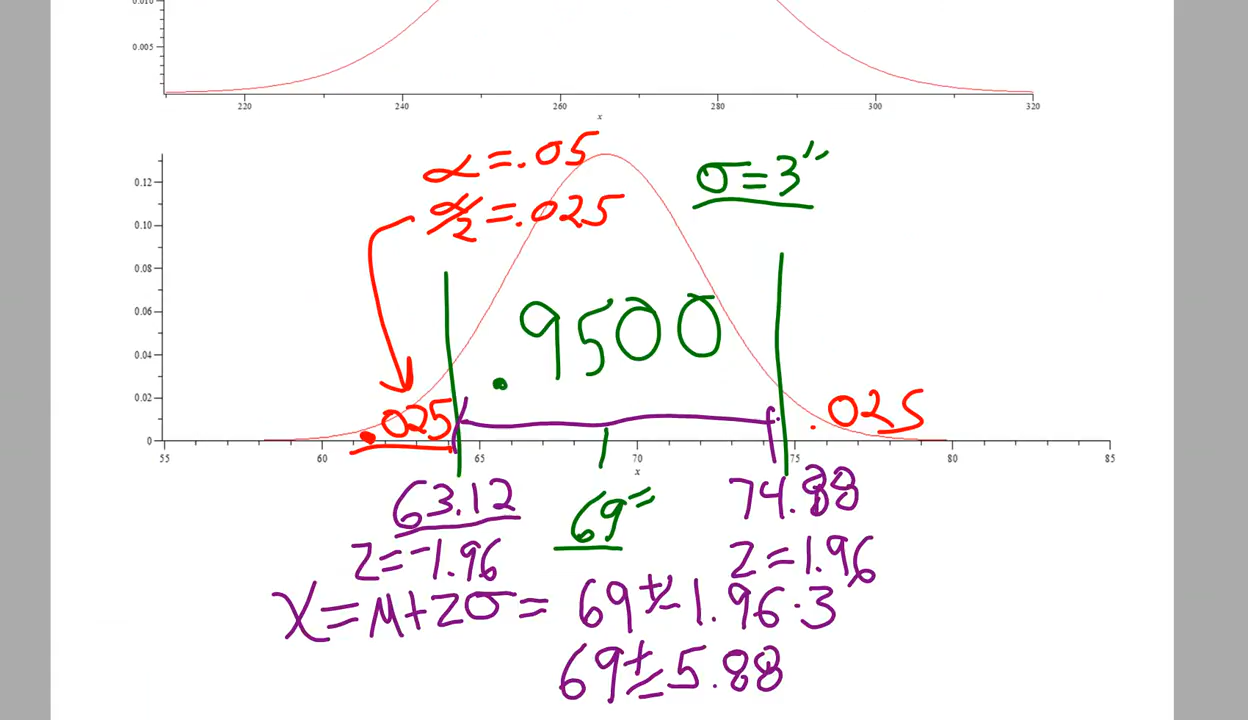 0.010
0.005
220 240 260 280 300 320
x
α = .05
σ = 3"
α/2 = .025
0.12
0.10
0.08
0.06
0.04
0.02
0
.9500
.025
.025
55 60 65 70 75 80 85
x
63.12
69"
74.88
z = -1.96
z = 1.96
X = μ + zσ = 69 ± 1.96 · 3
69 ± 5.88